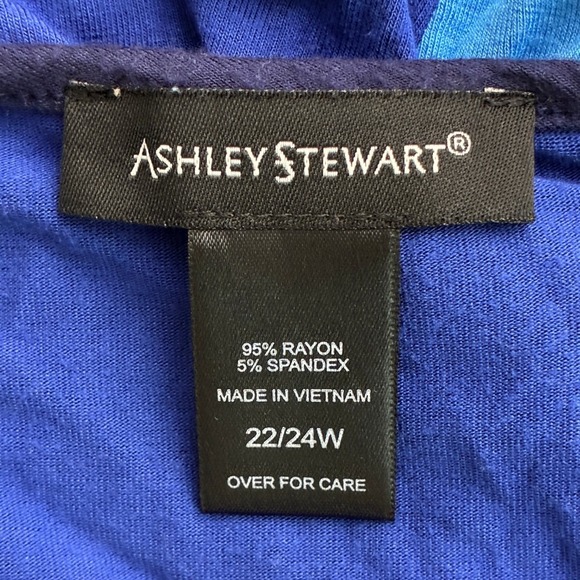 ASHLEY STEWART®
95% RAYON
5% SPANDEX
MADE IN VIETNAM
22/24W
OVER FOR CARE